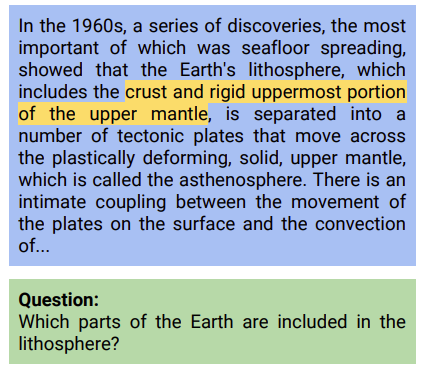 In the 1960s, a series of discoveries, the most
important of which was seafloor spreading,
showed that the Earth's lithosphere, which
includes the crust and rigid uppermost portion
of the upper mantle, is separated into a
number of tectonic plates that move across
the plastically deforming, solid, upper mantle,
which is called the asthenosphere. There is an
intimate coupling between the movement of
the plates on the surface and the convection
of...
Question:
Which parts of the Earth are included in the
lithosphere?